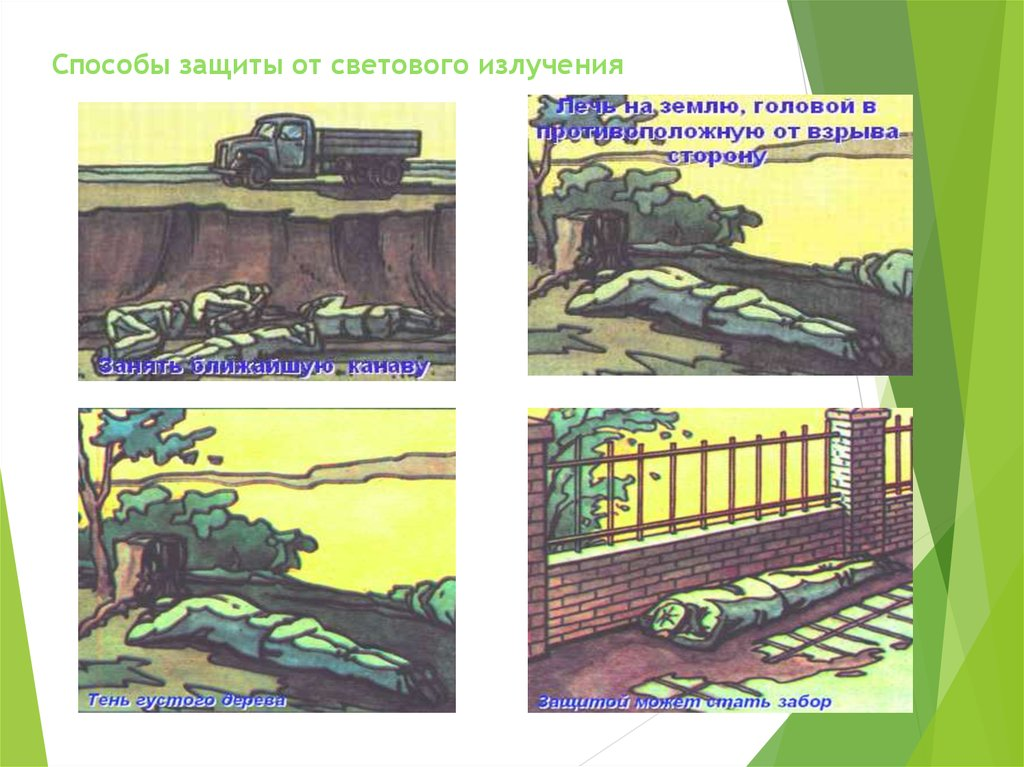 Способы защиты от светового излучения
Занять ближайшую канаву
Лечь на землю, головой в
противоположную от взрыва
сторону
Тень густого дерева
Защитой может стать забор